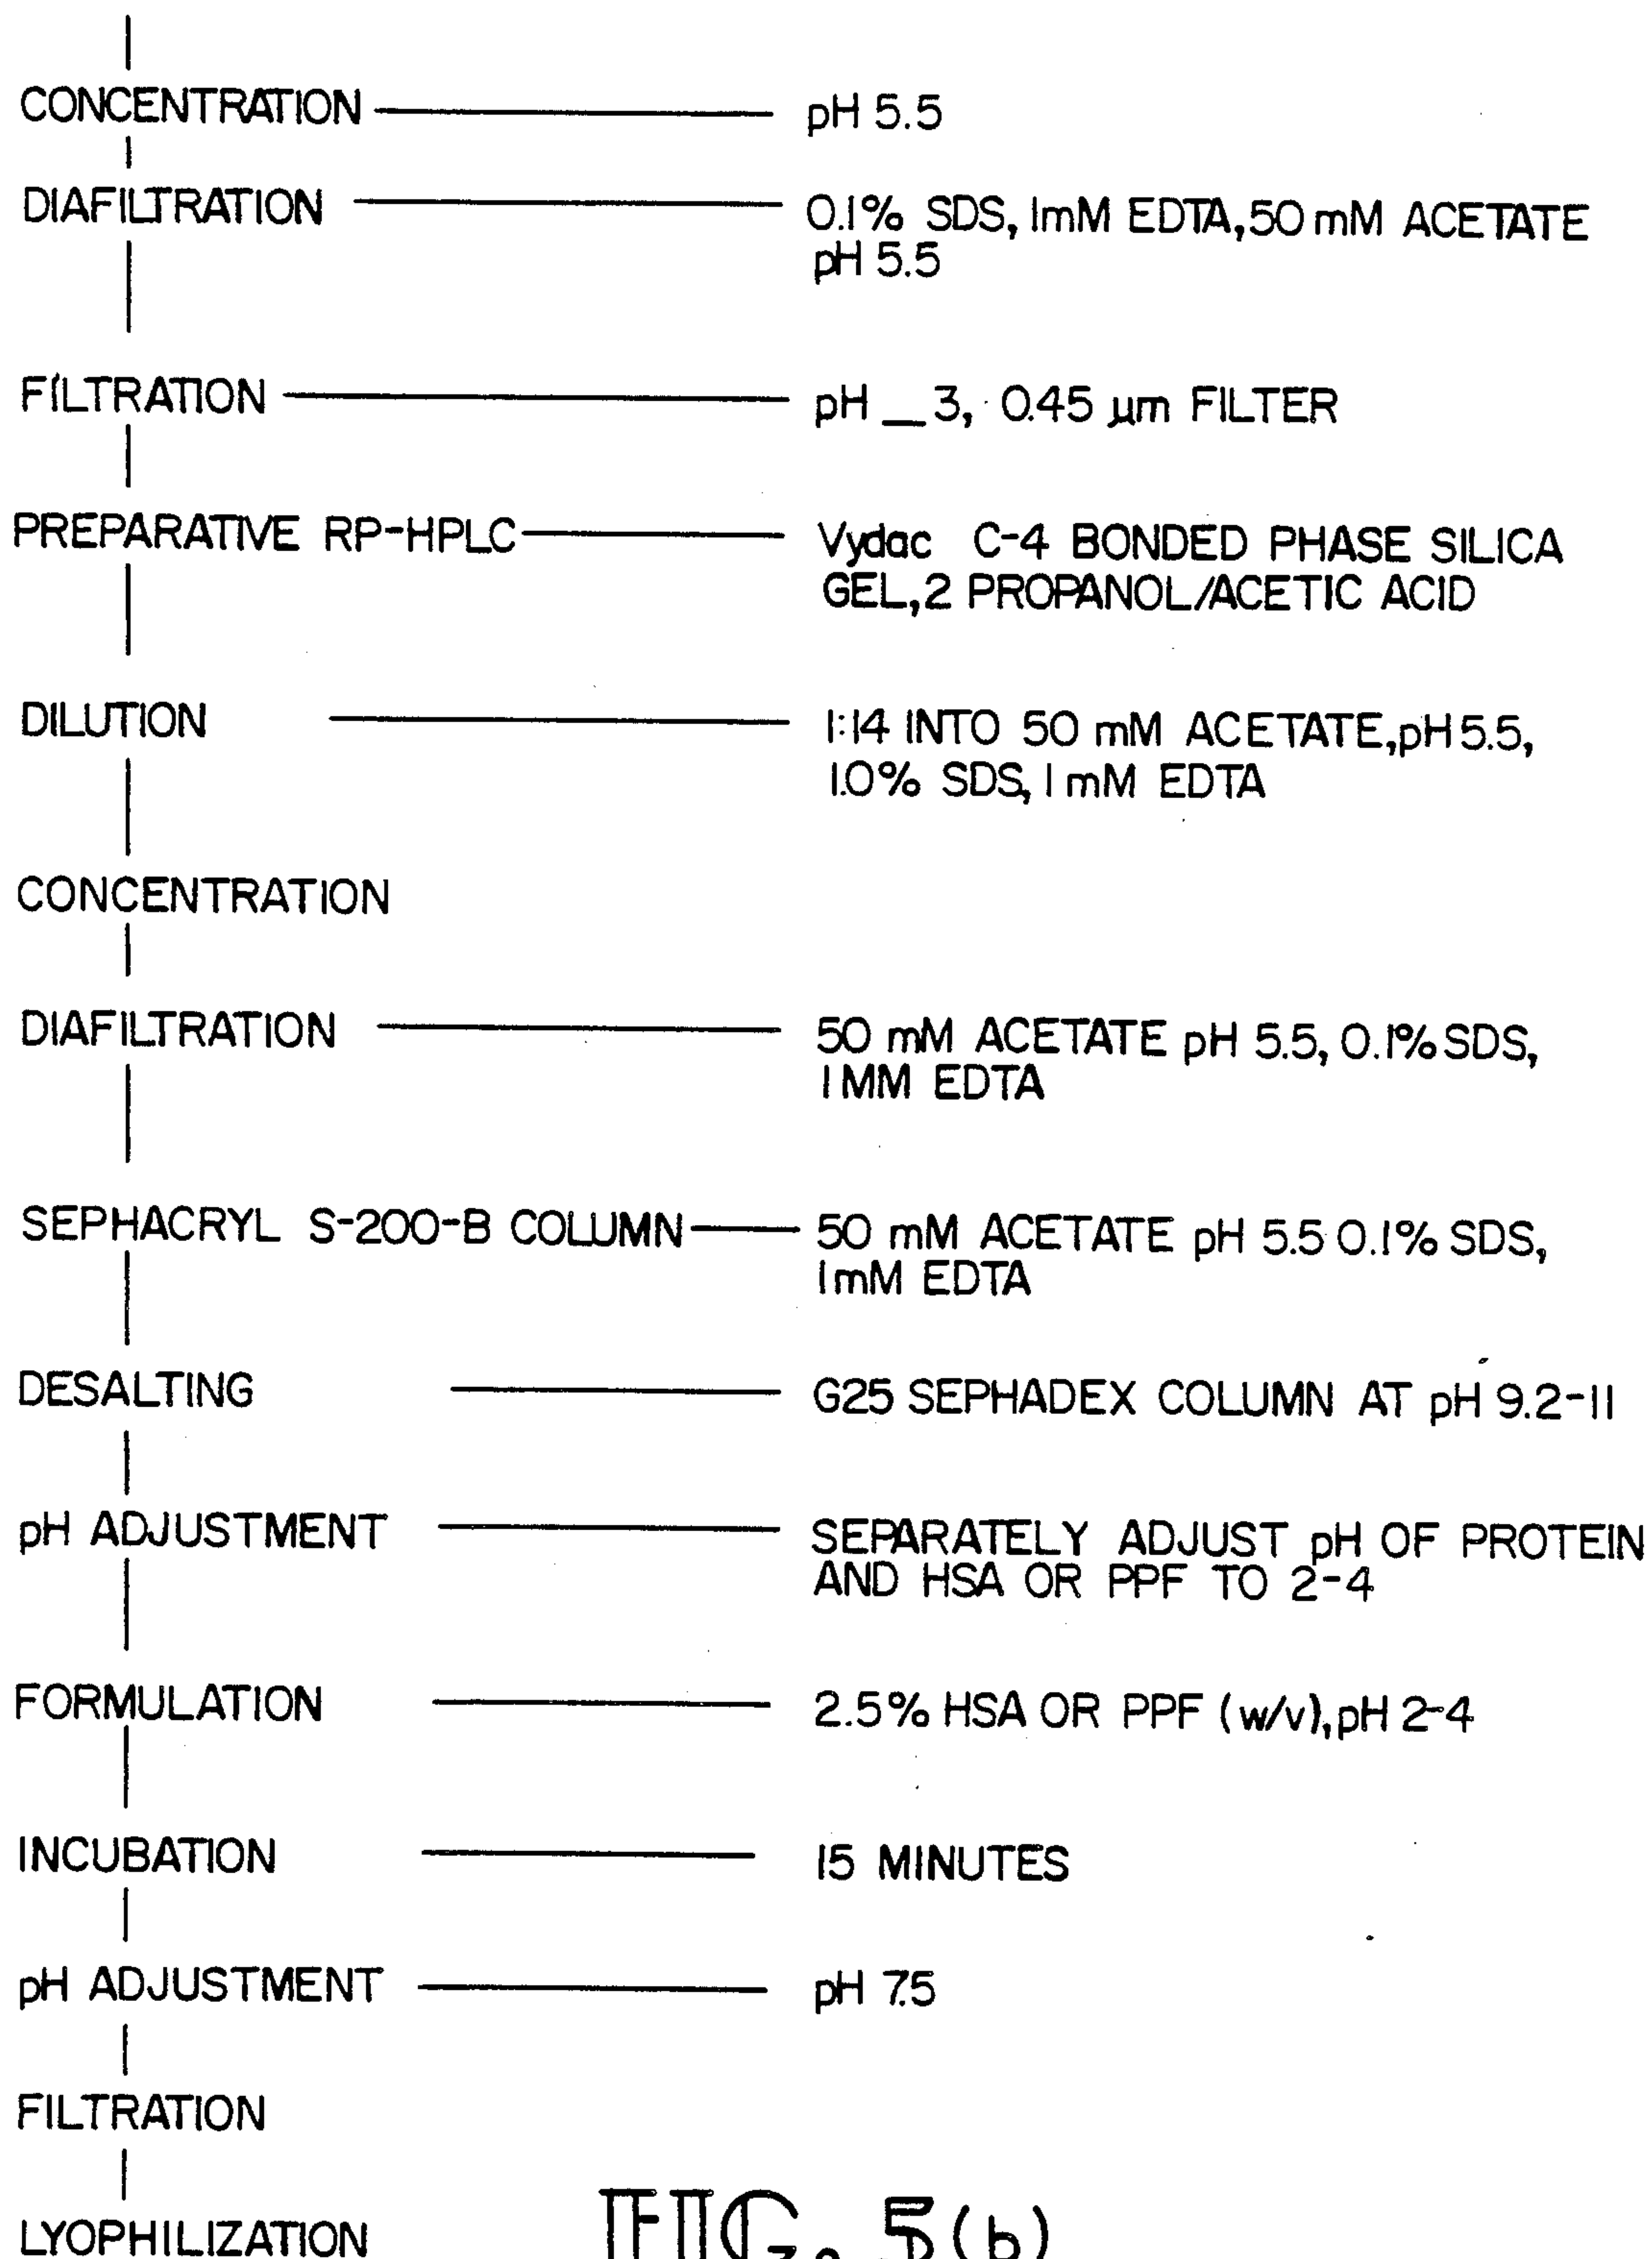 CONCENTRATION pH 5.5
DIAFILTRATION 0.1% SDS, 1mM EDTA, 50 mM ACETATE
pH 5.5
FILTRATION pH _ 3, 0.45 µm FILTER
PREPARATIVE RP-HPLC Vydac C-4 BONDED PHASE SILICA
GEL, 2 PROPANOL/ACETIC ACID
DILUTION 1:14 INTO 50 mM ACETATE, pH 5.5,
1.0% SDS, 1 mM EDTA
CONCENTRATION
DIAFILTRATION 50 mM ACETATE pH 5.5, 0.1% SDS,
1 MM EDTA
SEPHACRYL S-200-B COLUMN 50 mM ACETATE pH 5.5 0.1% SDS,
1mM EDTA
DESALTING G25 SEPHADEX COLUMN AT pH 9.2-11
pH ADJUSTMENT SEPARATELY ADJUST pH OF PROTEIN
AND HSA OR PPF TO 2-4
FORMULATION 2.5% HSA OR PPF (w/v), pH 2-4
INCUBATION 15 MINUTES
pH ADJUSTMENT pH 7.5
FILTRATION
LYOPHILIZATION
FIG. 5(b)